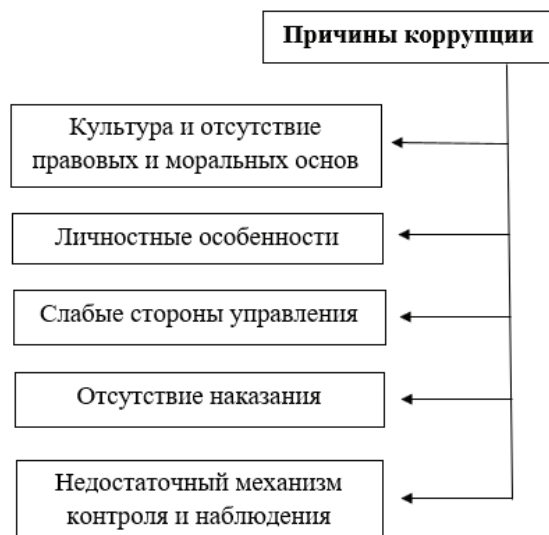 Причины коррупции
Культура и отсутствие
правовых и моральных основ
Личностные особенности
Слабые стороны управления
Отсутствие наказания
Недостаточный механизм
контроля и наблюдения